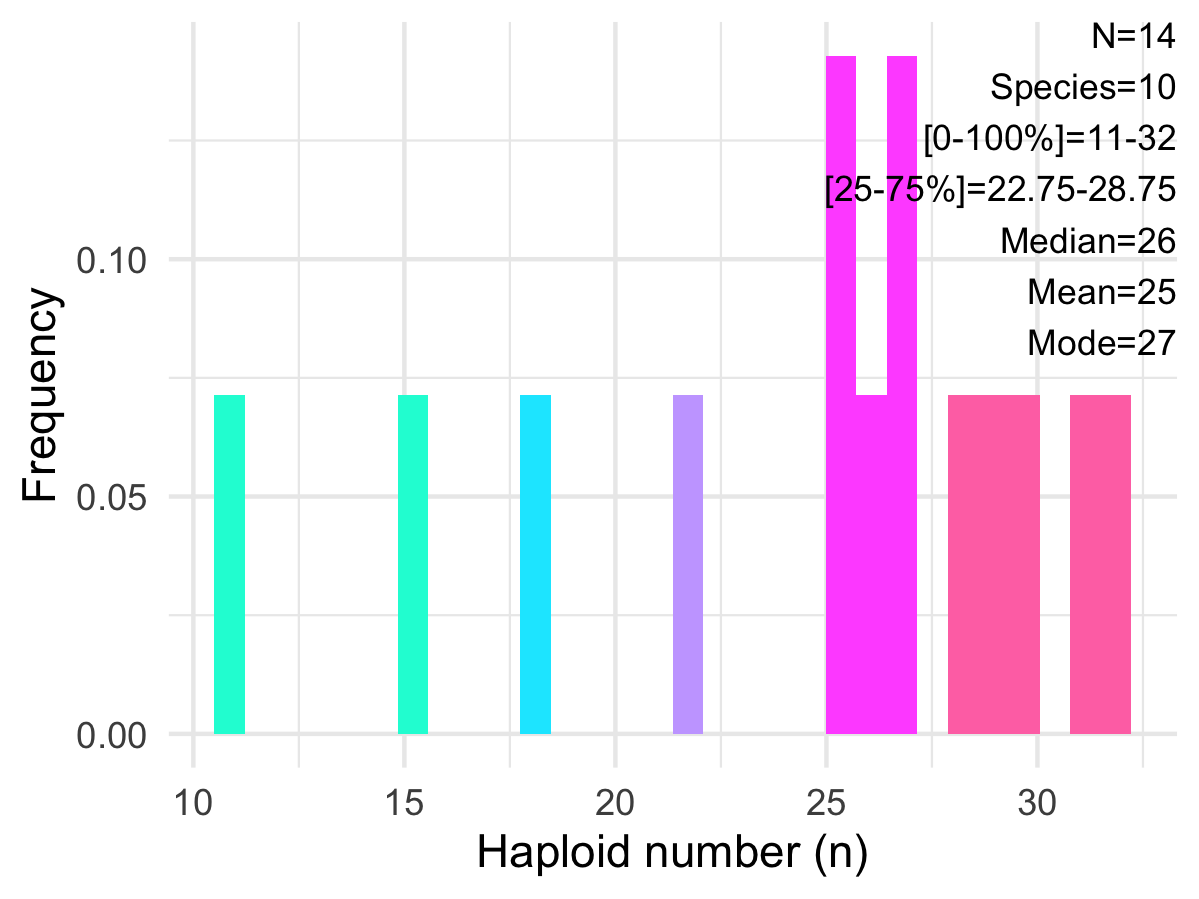 N=14
Species=10
[0-100%]=11-32
[25-75%]=22.75-28.75
Median=26
Mean=25
Mode=27
Frequency
0.10
0.05
0.00
10 15 20 25 30
Haploid number (n)